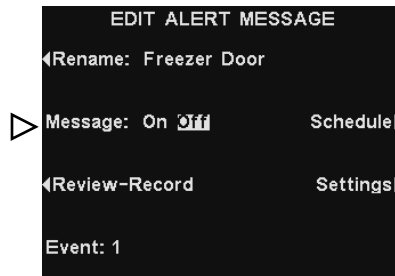 EDIT ALERT MESSAGE
Rename: Freezer Door
Message: On Off Schedule
Review-Record Settings
Event: 1